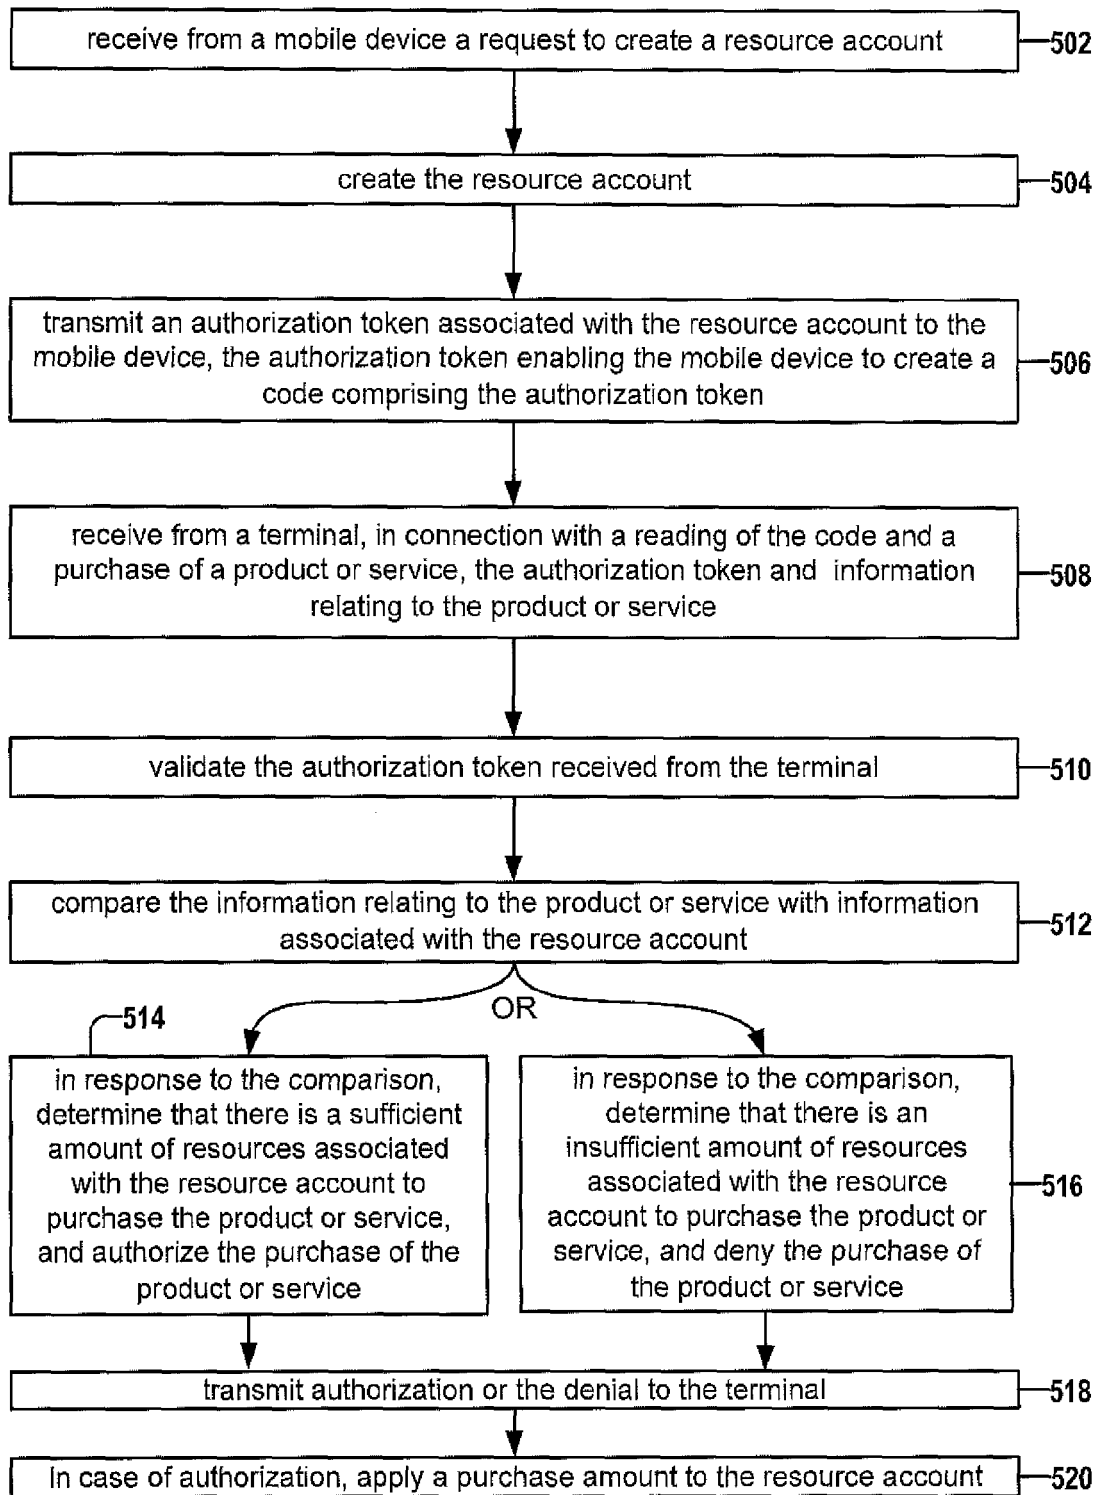 receive from a mobile device a request to create a resource account
502
create the resource account
504
transmit an authorization token associated with the resource account to the
mobile device, the authorization token enabling the mobile device to create a
code comprising the authorization token
506
receive from a terminal, in connection with a reading of the code and a
purchase of a product or service, the authorization token and information
relating to the product or service
508
validate the authorization token received from the terminal
510
compare the information relating to the product or service with information
associated with the resource account
512
OR
514
in response to the comparison,
determine that there is a sufficient
amount of resources associated
with the resource account to
purchase the product or service,
and authorize the purchase of the
product or service
in response to the comparison,
determine that there is an
insufficient amount of resources
associated with the resource
account to purchase the product or
service, and deny the purchase of
the product or service
516
transmit authorization or the denial to the terminal
518
In case of authorization, apply a purchase amount to the resource account
520